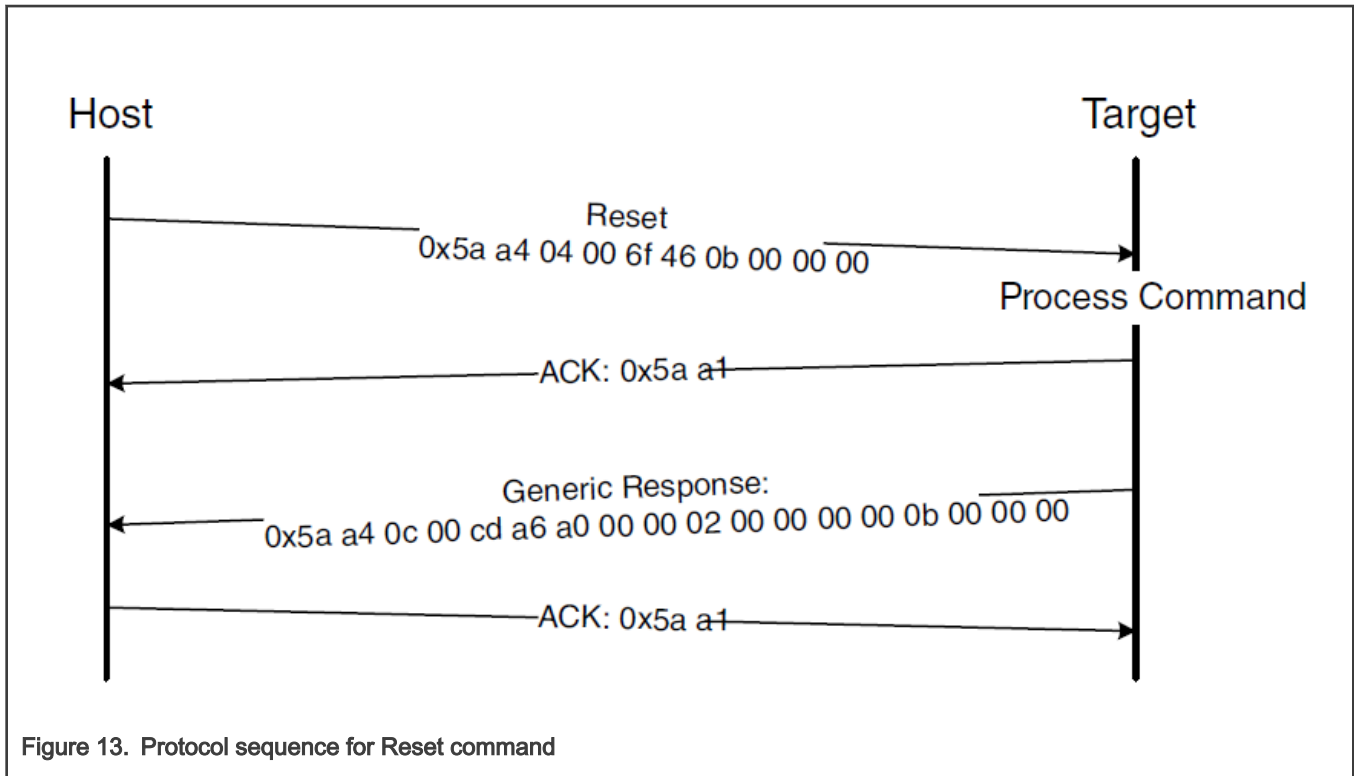 Host
Target
Reset
0x5a a4 04 00 6f 46 0b 00 00 00
Process Command
ACK: 0x5a a1
Generic Response:
0x5a a4 0c 00 cd a6 a0 00 00 02 00 00 00 00 0b 00 00 00
ACK: 0x5a a1
Figure 13. Protocol sequence for Reset command